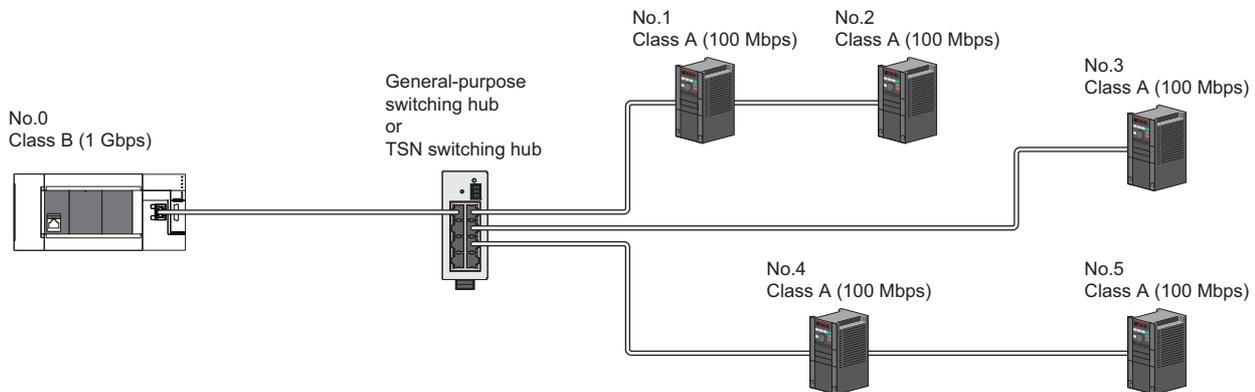 No.0
Class B (1 Gbps)
General-purpose
switching hub
or
TSN switching hub
No.1
Class A (100 Mbps)
No.2
Class A (100 Mbps)
No.3
Class A (100 Mbps)
No.4
Class A (100 Mbps)
No.5
Class A (100 Mbps)